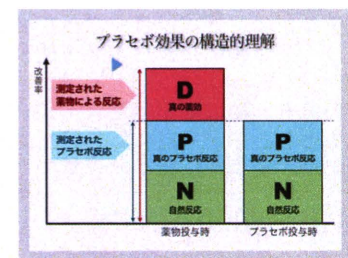 プラセボ効果の構造的理解
改善率
測定された
薬物による反応
測定された
プラセボ反応
D
真の薬効
P
真のプラセボ反応
N
自然反応
P
真のプラセボ反応
N
自然反応
薬物投与時
プラセボ投与時